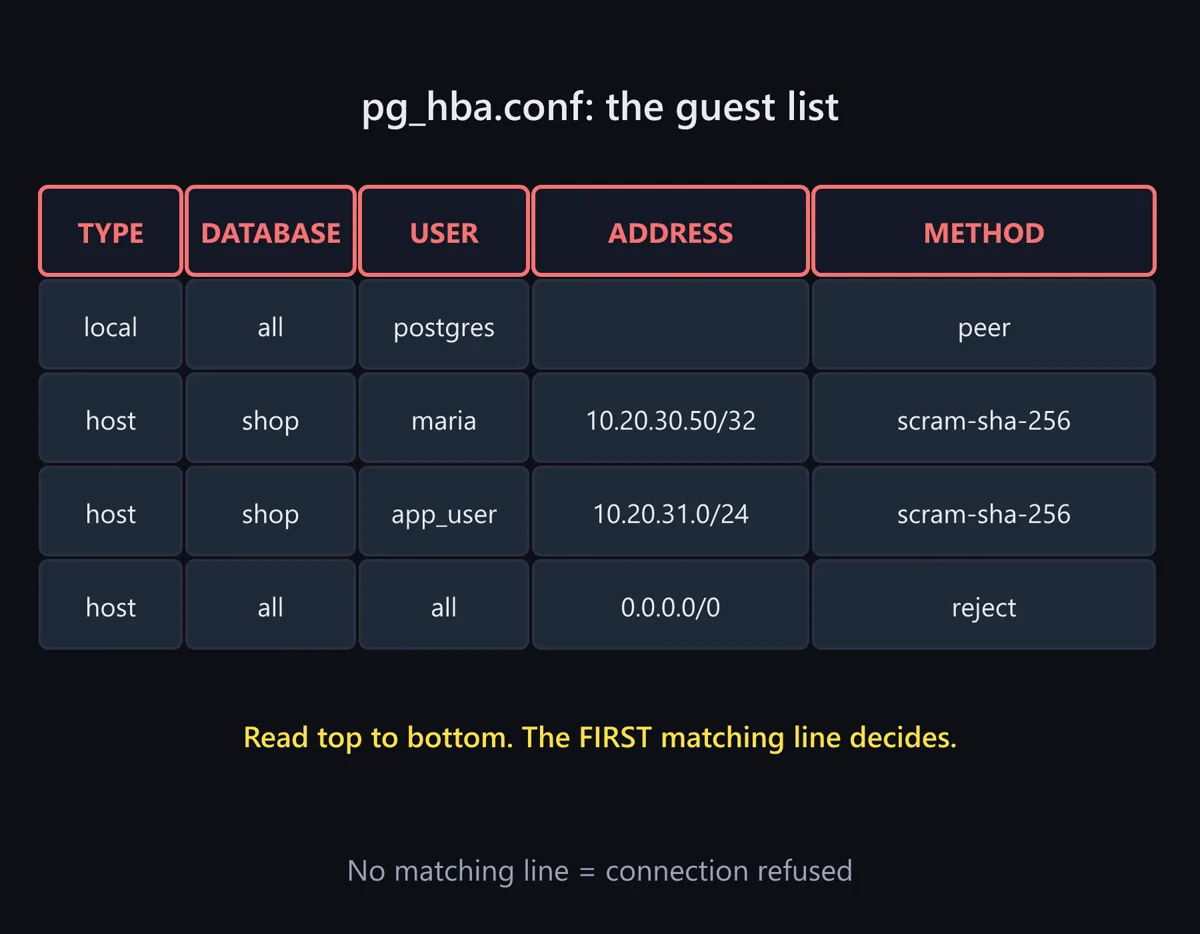 pg_hba.conf: the guest list
TYPE DATABASE USER ADDRESS METHOD
local all postgres peer
host shop maria 10.20.30.50/32 scram-sha-256
host shop app_user 10.20.31.0/24 scram-sha-256
host all all 0.0.0.0/0 reject
Read top to bottom. The FIRST matching line decides.
No matching line = connection refused